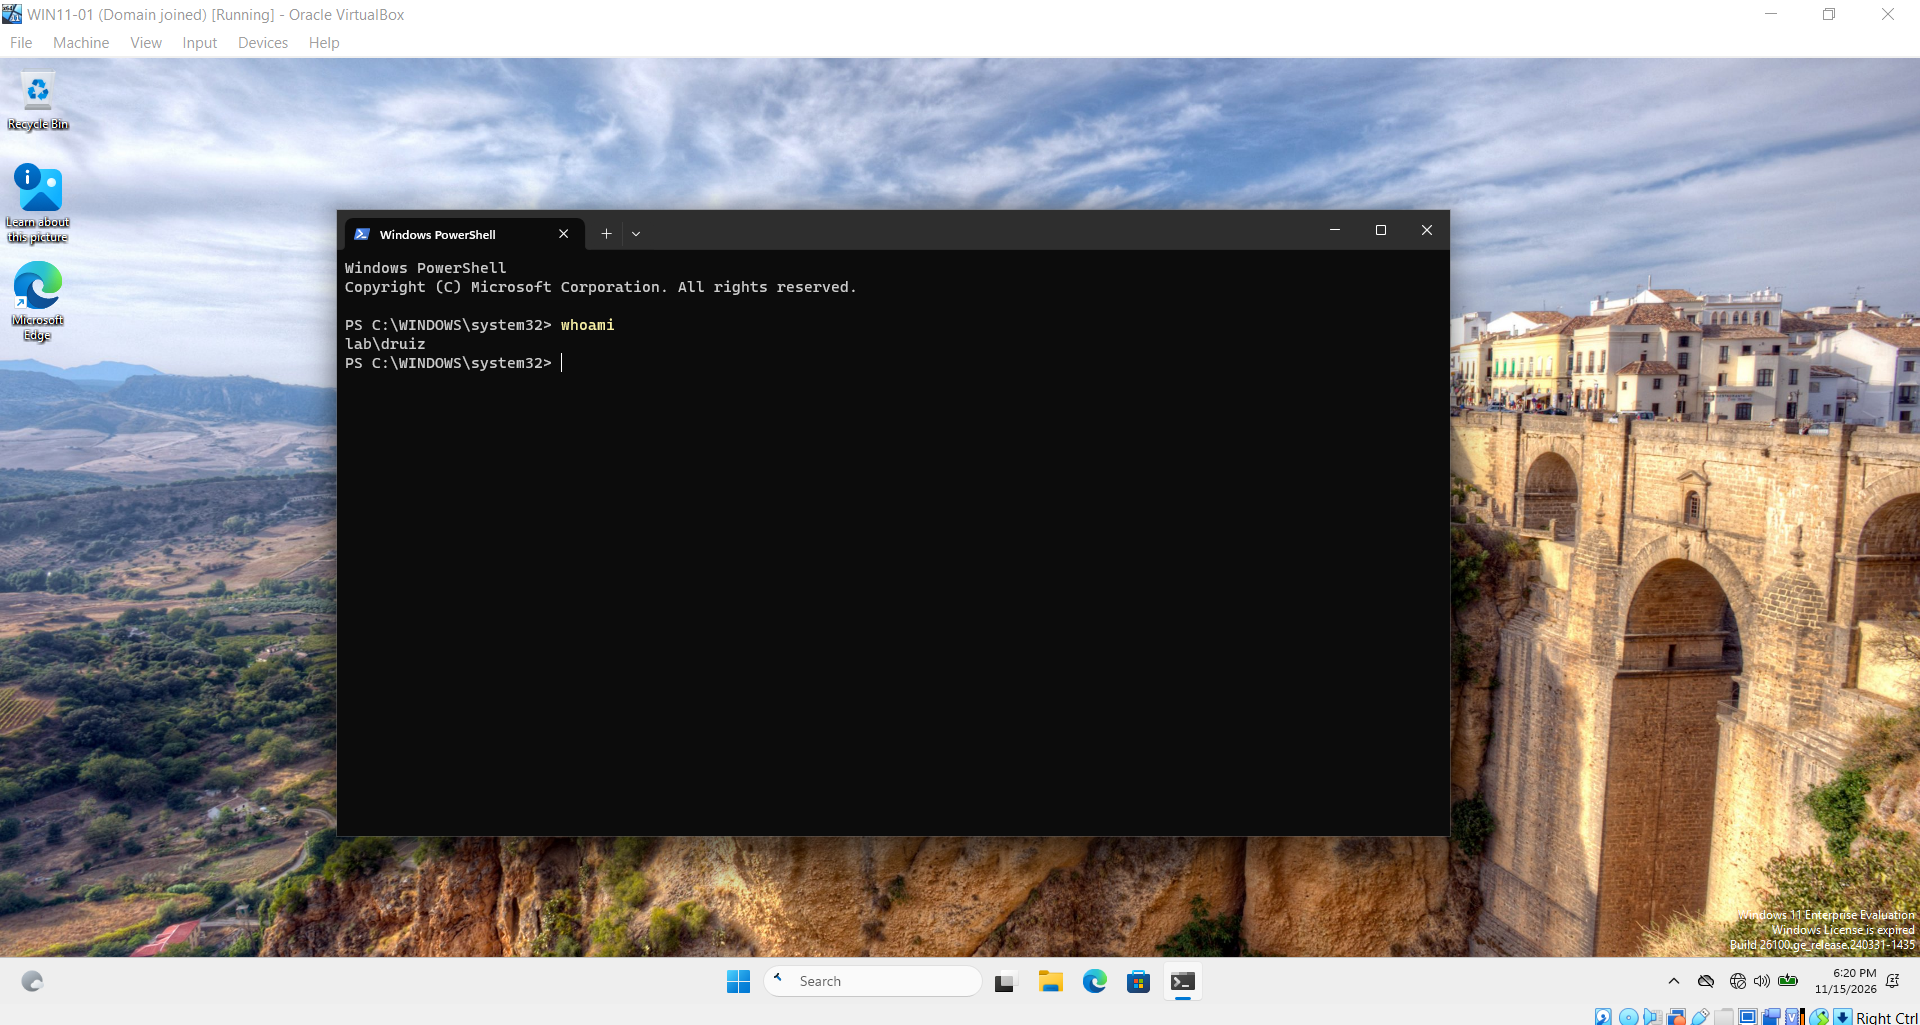 WIN11-01 (Domain joined) [Running] - Oracle VirtualBox
File Machine View Input Devices Help
Recycle Bin
Learn about
this picture
Microsoft
Edge
Windows PowerShell
Windows PowerShell
Copyright (C) Microsoft Corporation. All rights reserved.
PS C:\WINDOWS\system32> whoami
lab\druiz
PS C:\WINDOWS\system32>
Windows 11 Enterprise Evaluation
Windows License is expired
Build 26100.ge_release.240331-1435
Search
6:20 PM
11/15/2026
Right Ctrl